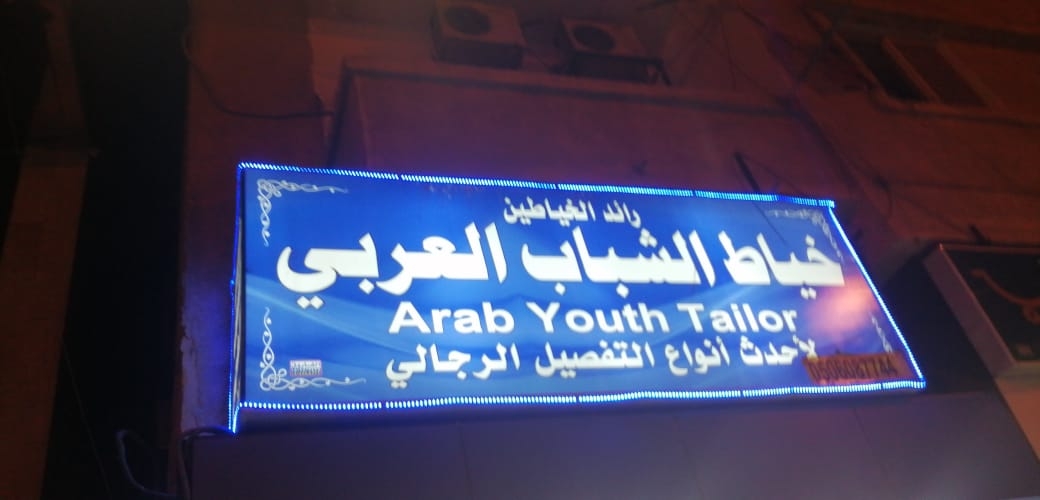 رائد الخياطين
خياط الشباب العربي
Arab Youth Tailor
لأحدث أنواع التفصيل الرجالي